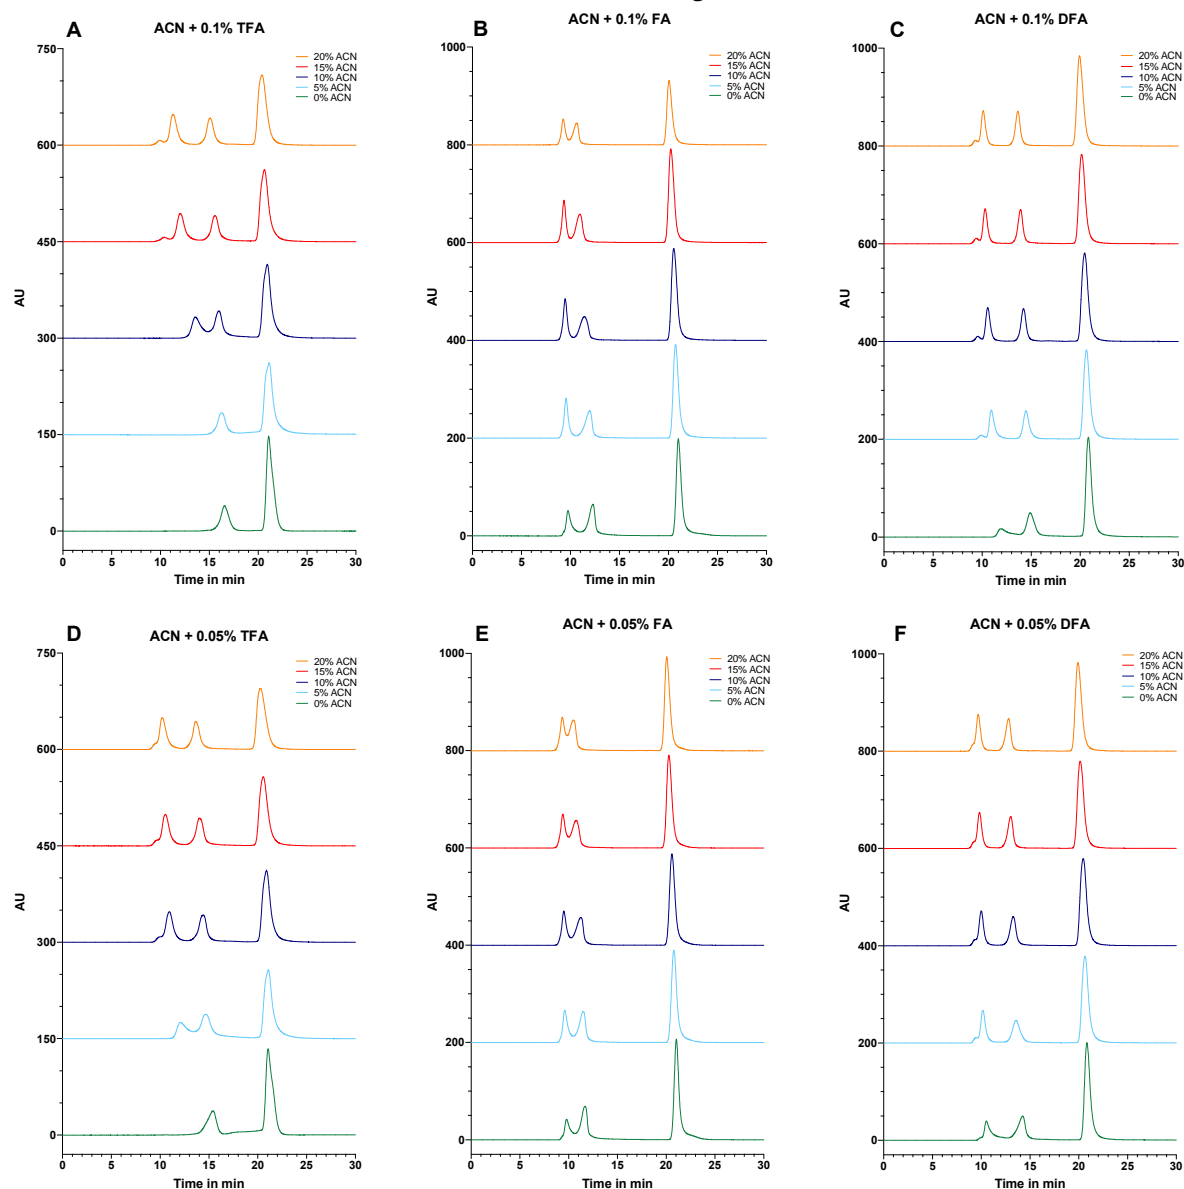 A
ACN + 0.1% TFA
20% ACN
15% ACN
10% ACN
5% ACN
0% ACN
750
600
450
300
150
0
AU
0 5 10 15 20 25 30
Time in min
B
ACN + 0.1% FA
20% ACN
15% ACN
10% ACN
5% ACN
0% ACN
1000
800
600
400
200
0
AU
0 5 10 15 20 25 30
Time in min
C
ACN + 0.1% DFA
20% ACN
15% ACN
10% ACN
5% ACN
0% ACN
1000
800
600
400
200
0
AU
0 5 10 15 20 25 30
Time in min
D
ACN + 0.05% TFA
20% ACN
15% ACN
10% ACN
5% ACN
0% ACN
750
600
450
300
150
0
AU
0 5 10 15 20 25 30
Time in min
E
ACN + 0.05% FA
20% ACN
15% ACN
10% ACN
5% ACN
0% ACN
1000
800
600
400
200
0
AU
0 5 10 15 20 25 30
Time in min
F
ACN + 0.05% DFA
20% ACN
15% ACN
10% ACN
5% ACN
0% ACN
1000
800
600
400
200
0
AU
0 5 10 15 20 25 30
Time in min